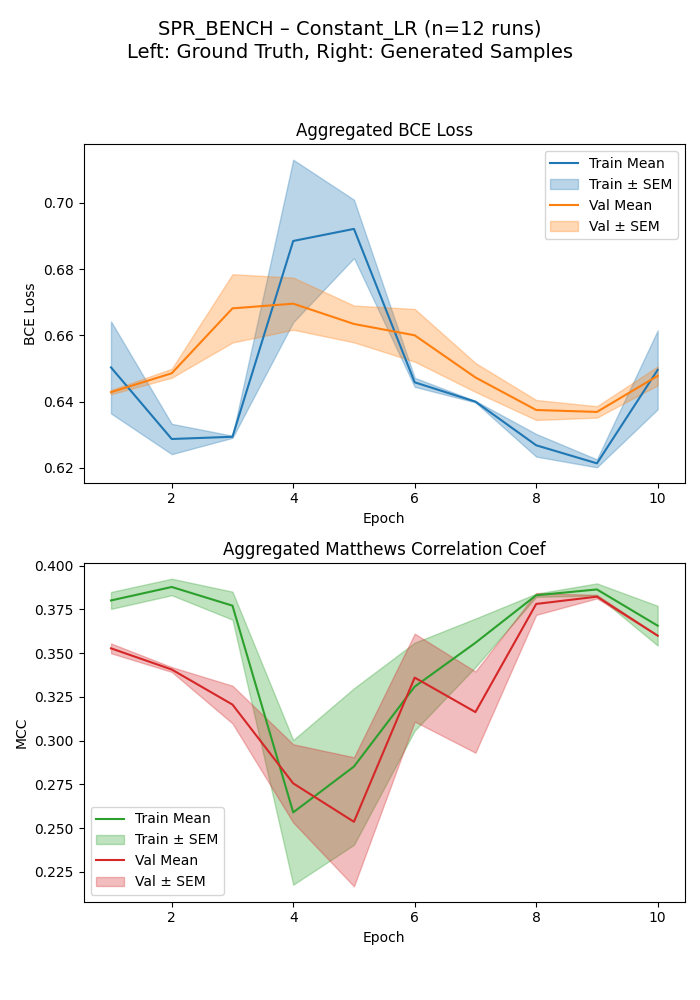 SPR_BENCH – Constant_LR (n=12 runs)
Left: Ground Truth, Right: Generated Samples
Aggregated BCE Loss
BCE Loss
0.70
0.68
0.66
0.64
0.62
Train Mean
Train ± SEM
Val Mean
Val ± SEM
2
4
6
8
10
Epoch
Aggregated Matthews Correlation Coef
MCC
0.400
0.375
0.350
0.325
0.300
0.275
0.250
0.225
Train Mean
Train ± SEM
Val Mean
Val ± SEM
2
4
6
8
10
Epoch